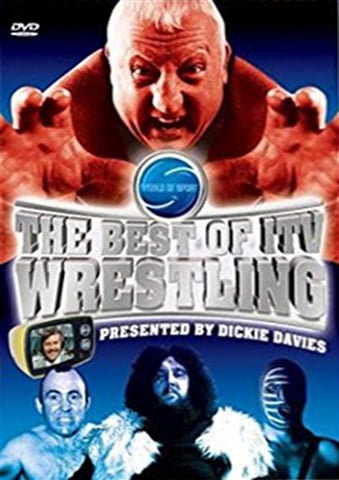 DVD
WORLD OF SPORT
THE BEST OF ITV
WRESTLING
PRESENTED BY DICKIE DAVIES